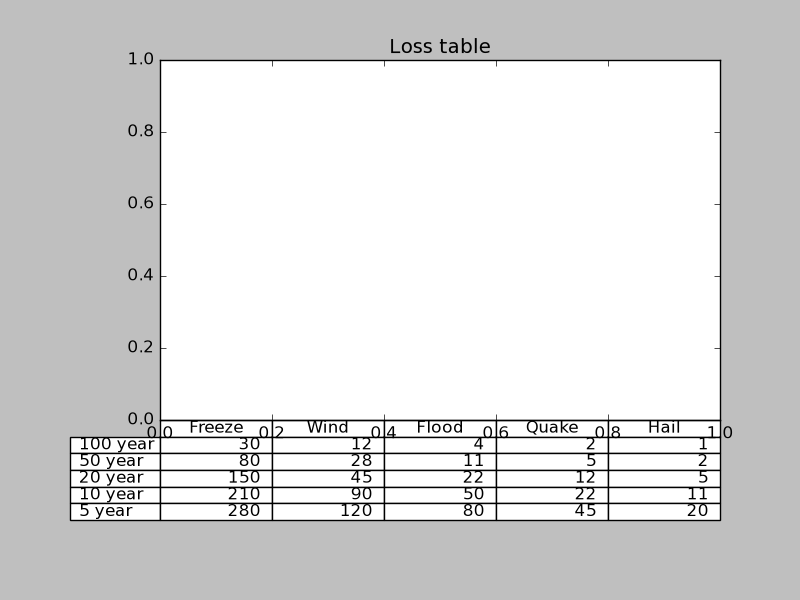 Loss table
1.0
0.8
0.6
0.4
0.2
0.0
0.0 0.2 0.4 0.6 0.8 1.0
Freeze Wind Flood Quake Hail
100 year 30 12 4 2 1
50 year 80 28 11 5 2
20 year 150 45 22 12 5
10 year 210 90 50 22 11
5 year 280 120 80 45 20